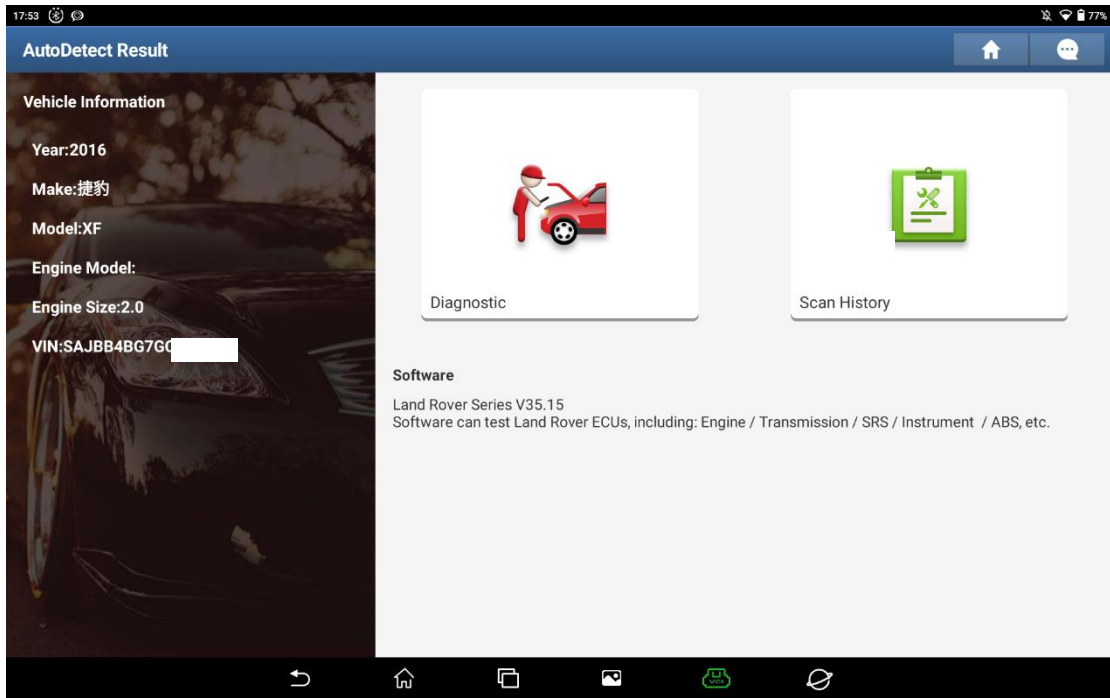 17:53
77%
AutoDetect Result
Vehicle Information
Year:2016
Make:捷豹
Model:XF
Engine Model:
Engine Size:2.0
VIN:SAJBB4BG7G
Diagnostic
Scan History
Software
Land Rover Series V35.15
Software can test Land Rover ECUs, including: Engine / Transmission / SRS / Instrument / ABS, etc.
VCI